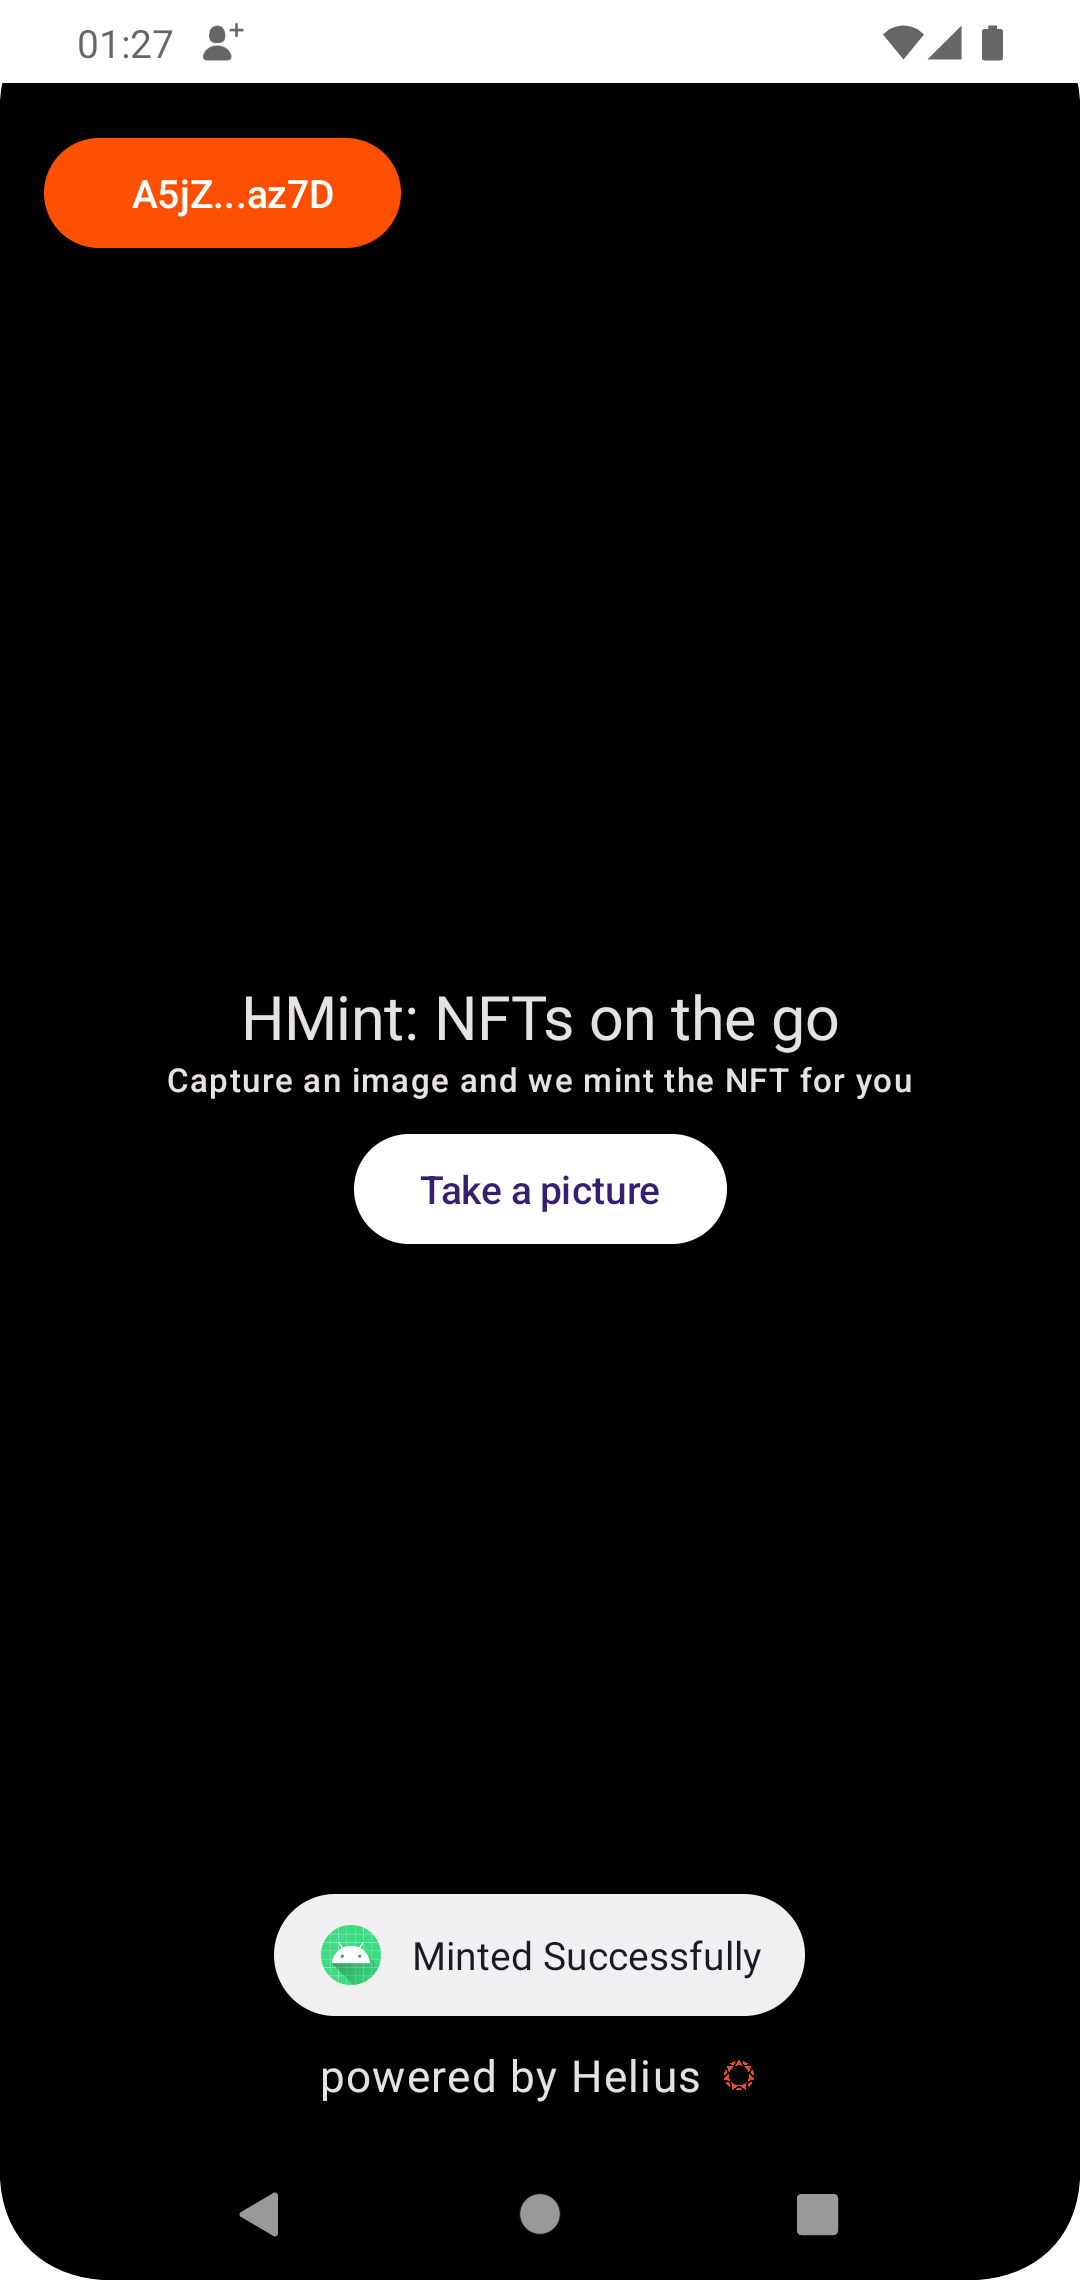 01:27
A5jZ...az7D
HMint: NFTs on the go
Capture an image and we mint the NFT for you
Take a picture
Minted Successfully
powered by Helius